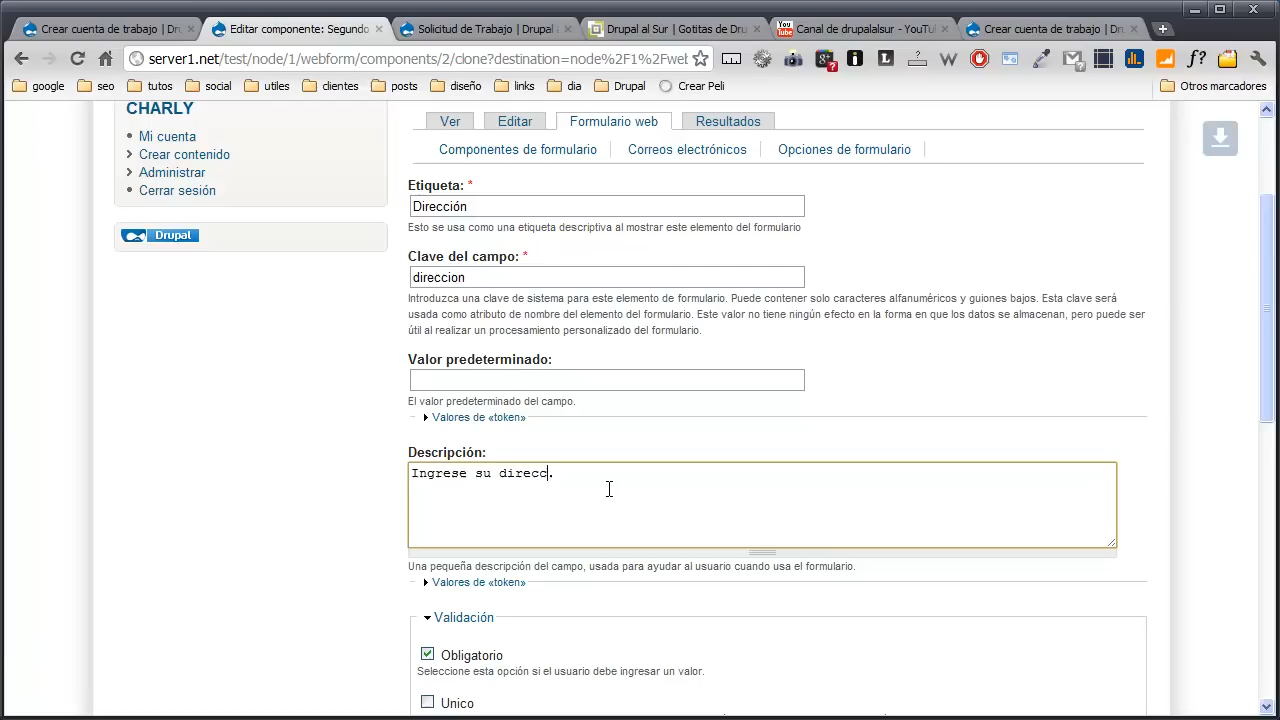 Crear cuenta de trabajo | Dru
Editar componente: Segundo
Solicitud de Trabajo | Drupal
Drupal al Sur | Gotitas de Dru
You Tube
Canal de drupalalsur - YouTu
Crear cuenta de trabajo | Dru
server1.net/test/node/1/webform/components/2/clone?destination=node%2F1%2Fwet
google
seo
tutos
social
utiles
clientes
posts
diseño
links
dia
Drupal
Crear Peli
Otros marcadores
CHARLY
Mi cuenta
Crear contenido
Administrar
Cerrar sesión
Drupal
Ver
Editar
Formulario web
Resultados
Componentes de formulario
Correos electrónicos
Opciones de formulario
Etiqueta: *
Dirección
Esto se usa como una etiqueta descriptiva al mostrar este elemento del formulario
Clave del campo: *
direccion
Introduzca una clave de sistema para este elemento de formulario. Puede contener solo caracteres alfanuméricos y guiones bajos. Esta clave será
usada como atributo de nombre del elemento del formulario. Este valor no tiene ningún efecto en la forma en que los datos se almacenan, pero puede ser
útil al realizar un procesamiento personalizado del formulario.
Valor predeterminado:
El valor predeterminado del campo.
Valores de «token»
Descripción:
Ingrese su direcc.
Una pequeña descripción del campo, usada para ayudar al usuario cuando usa el formulario.
Valores de «token»
Validación
Obligatorio
Seleccione esta opción si el usuario debe ingresar un valor.
Unico